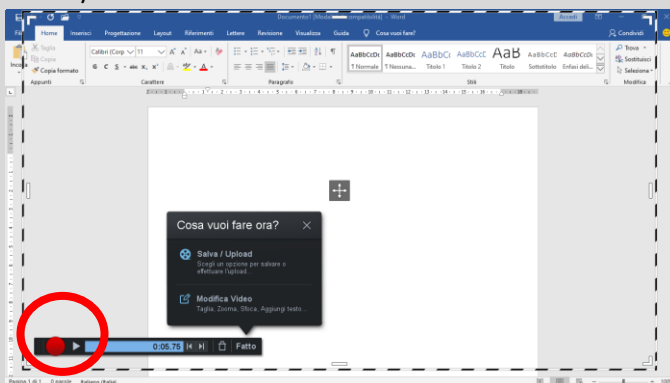 Documento1 [Modalità compatibilità] - Word
Accedi
Home Inserisci Progettazione Layout Riferimenti Lettere Revisione Visualizza Guida Cosa vuoi fare?
Condividi
Taglia
Copia
Copia formato
Calibri (Corp 11
G C S abc x, x²
AaBbCcDc AaBbCcDc AaBbCc AaBbCcC AaB AaBbCcC AaBbCcDc
¶ Normale ¶ Nessuna... Titolo 1 Titolo 2 Titolo Sottotitolo Enfasi deli...
Trova
Sostituisci
Seleziona
Appunti Carattere Paragrafo Stili Modifica
Cosa vuoi fare ora?
Salva / Upload
Scegli un opzione per salvare o
effettuare l'upload...
Modifica Video
Taglia, Zooma, Sfoca, Aggiungi testo...
0:05.75 Fatto
Pagina 1 di 1 0 parole Italiano (Italia)